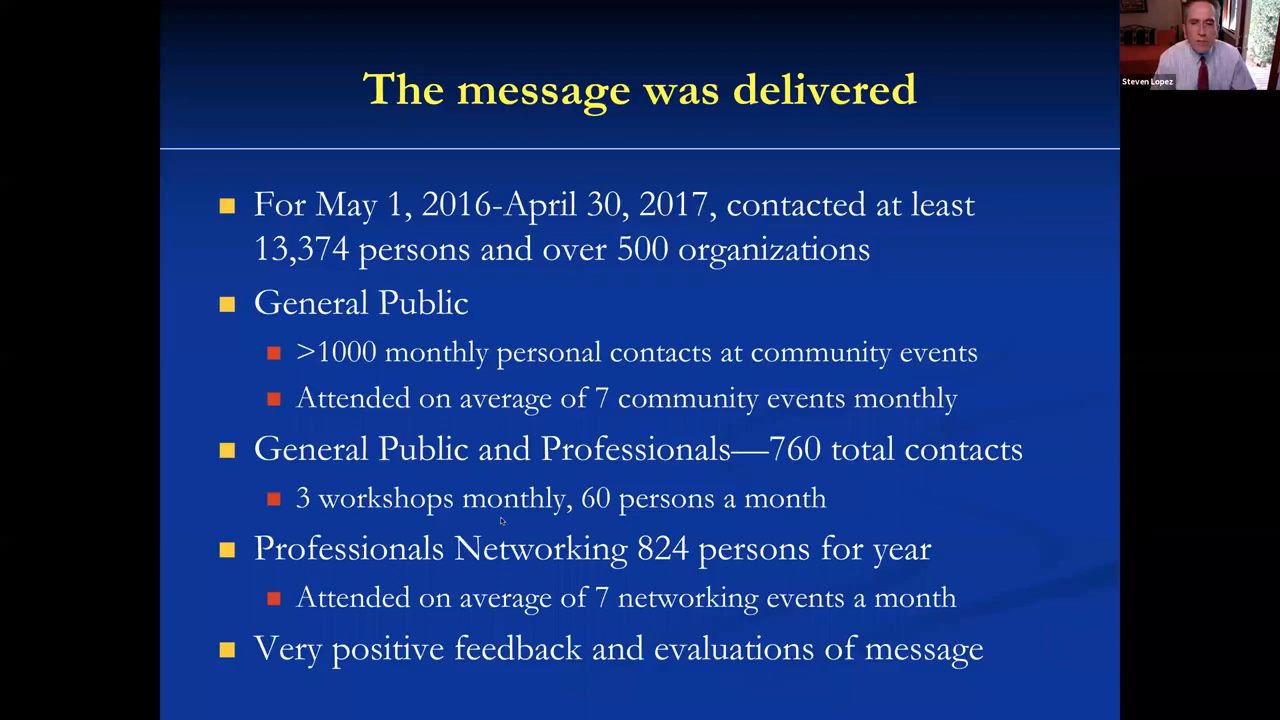 The message was delivered
Steven Lopez
For May 1, 2016-April 30, 2017, contacted at least
13,374 persons and over 500 organizations
General Public
>1000 monthly personal contacts at community events
Attended on average of 7 community events monthly
General Public and Professionals—760 total contacts
3 workshops monthly, 60 persons a month
Professionals Networking 824 persons for year
Attended on average of 7 networking events a month
Very positive feedback and evaluations of message